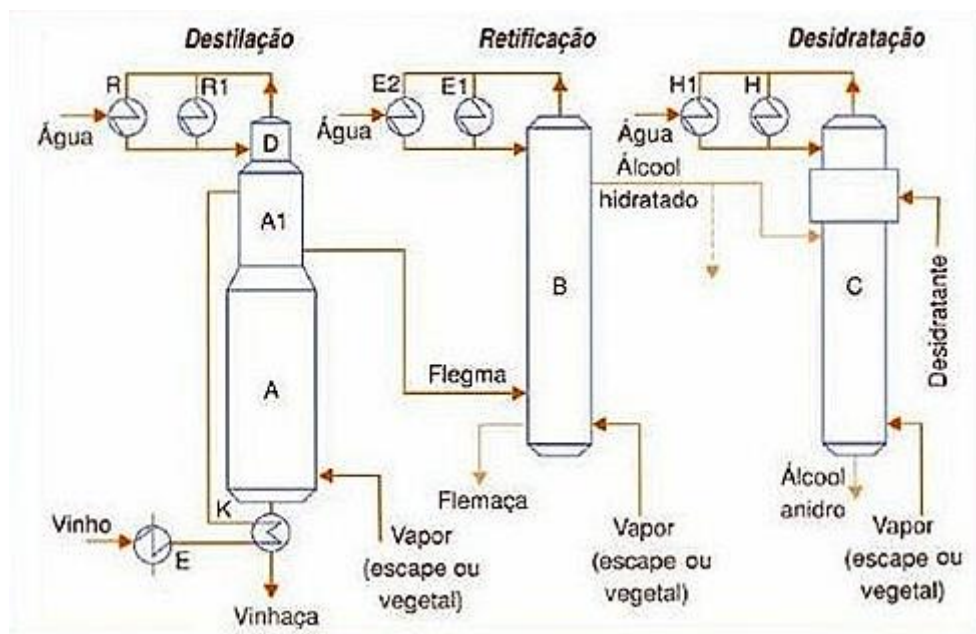 Destilação
Retificação
Desidratação
R
R1
Água
D
A1
A
K
Vinho
E
Vinhaça
Vapor
(escape ou
vegetal)
E2
E1
Água
Flegma
B
Flemaça
Vapor
(escape ou
vegetal)
Álcool
hidratado
H1
H
Água
C
Desidratante
Álcool
anidro
Vapor
(escape ou
vegetal)